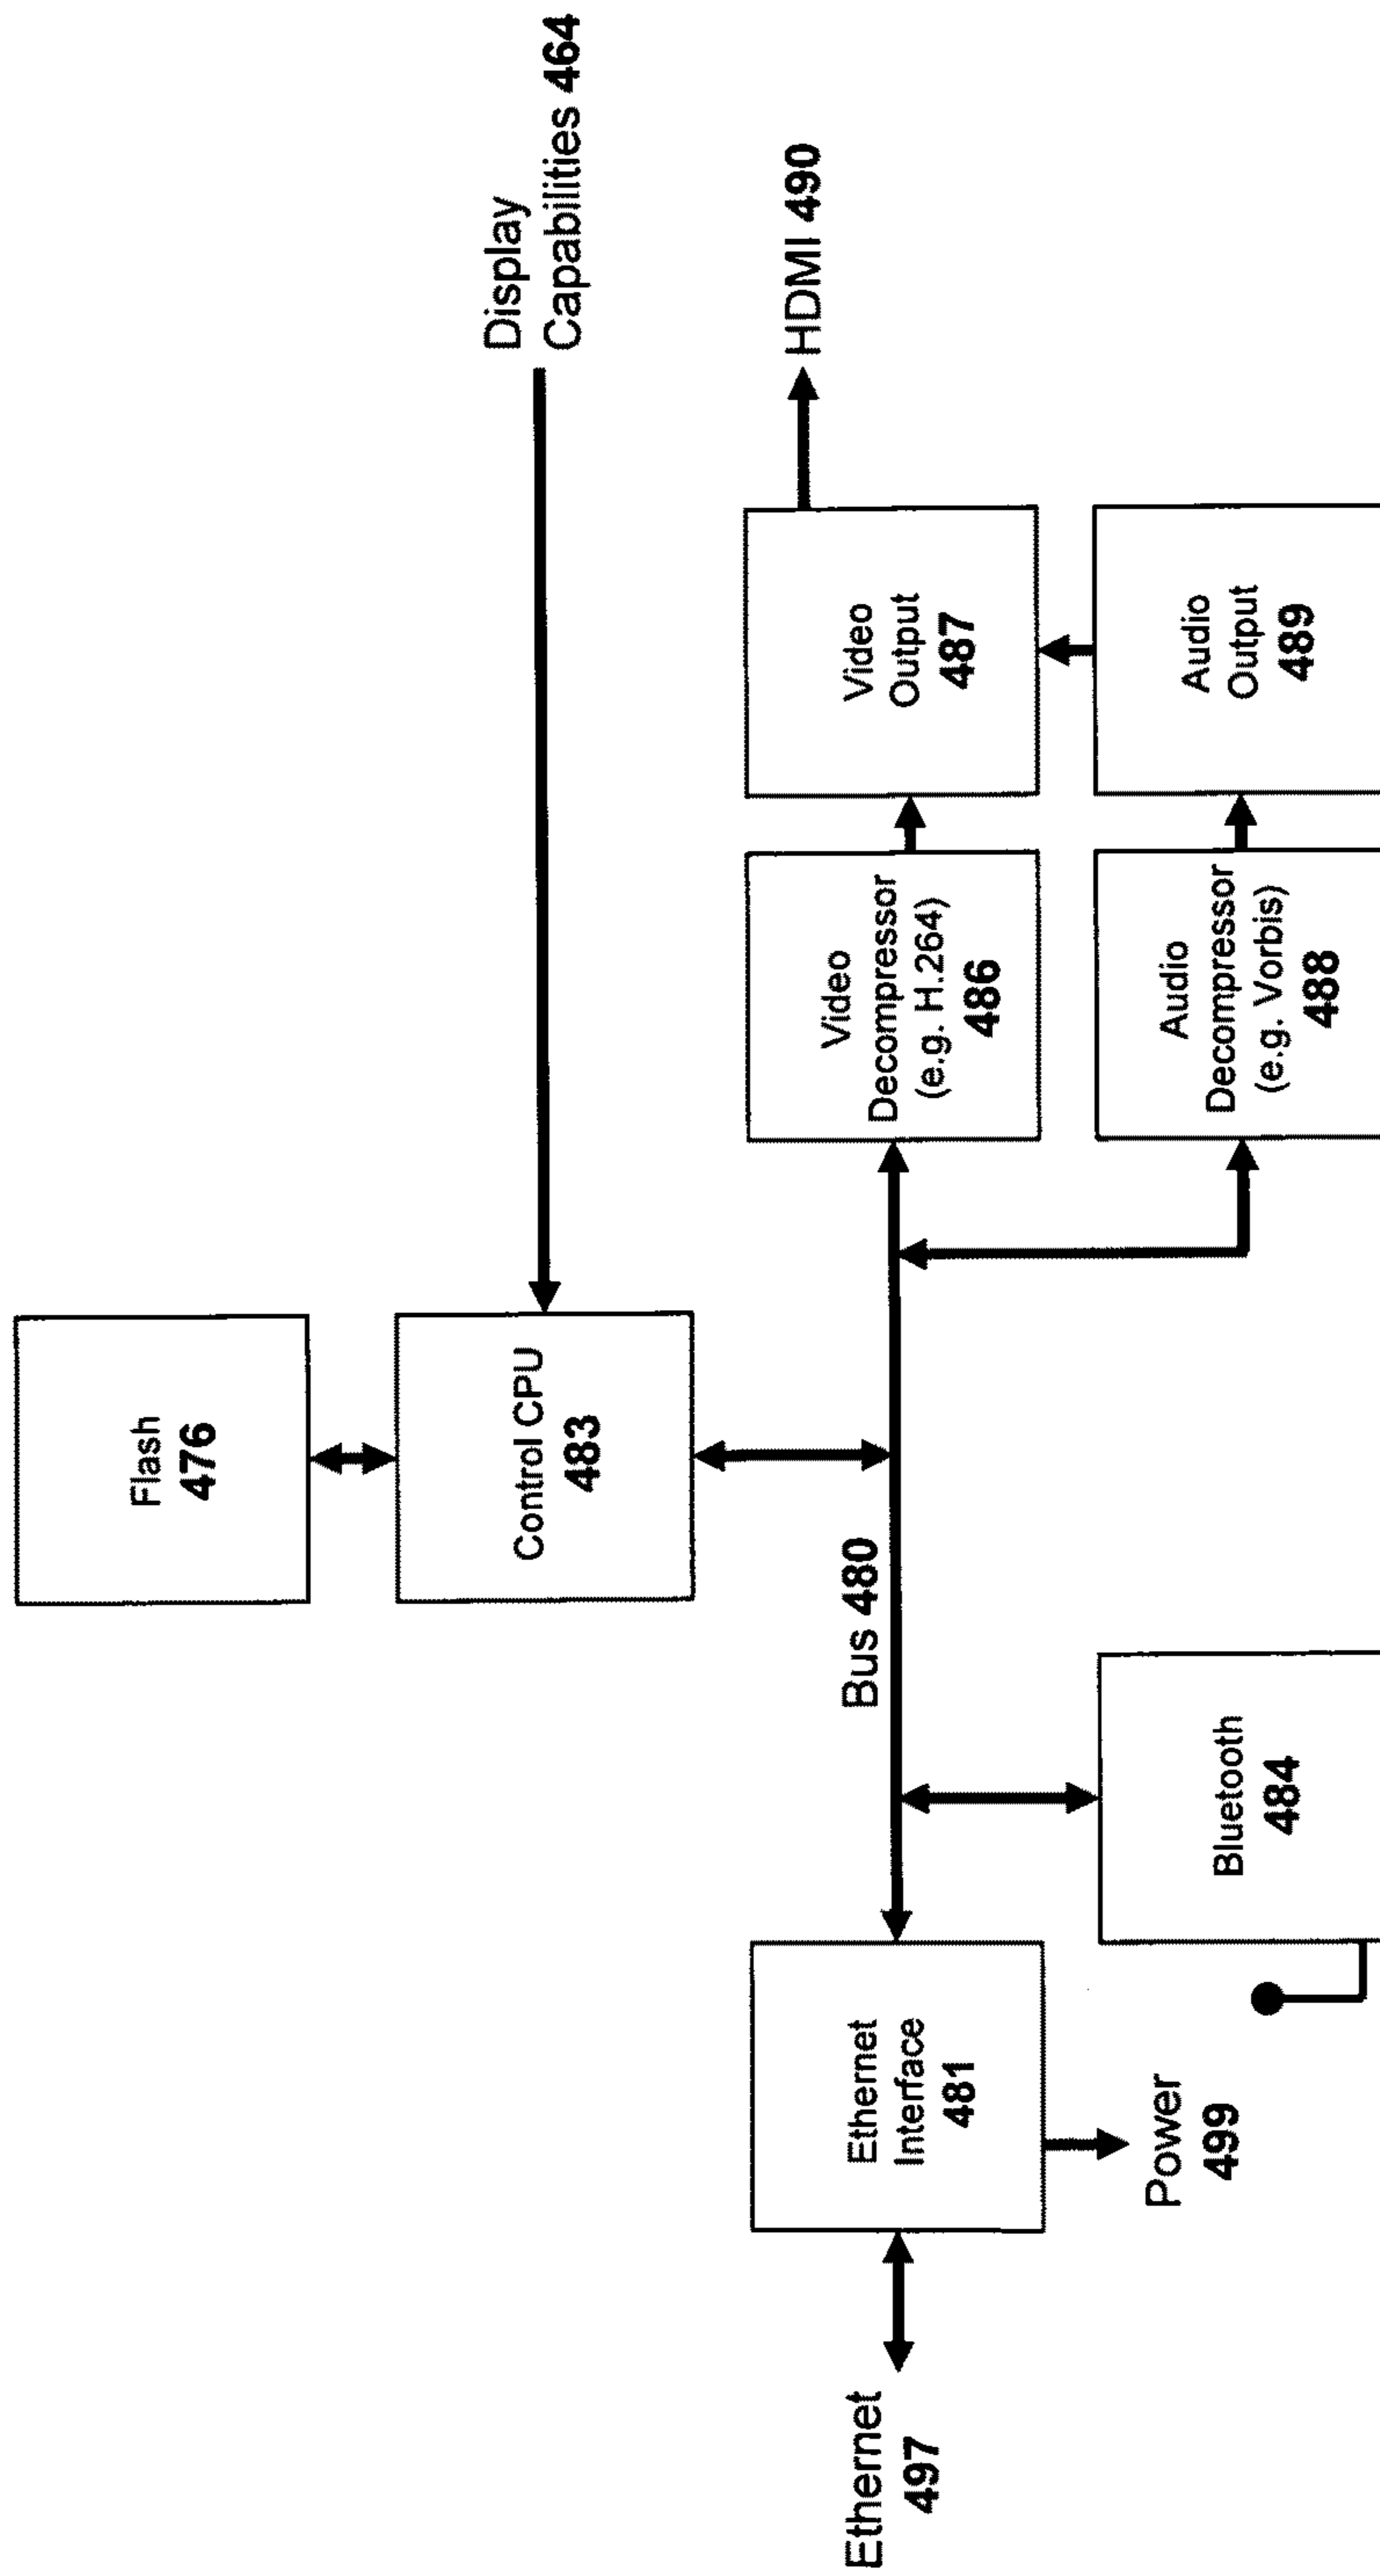 Flash
476
Display
Capabilities 464
Control CPU
483
Bus 480
HDMI 490
Ethernet
497
Ethernet
Interface
481
Video
Decompressor
(e.g. H.264)
486
Video
Output
487
Power
499
Bluetooth
484
Audio
Decompressor
(e.g. Vorbis)
488
Audio
Output
489